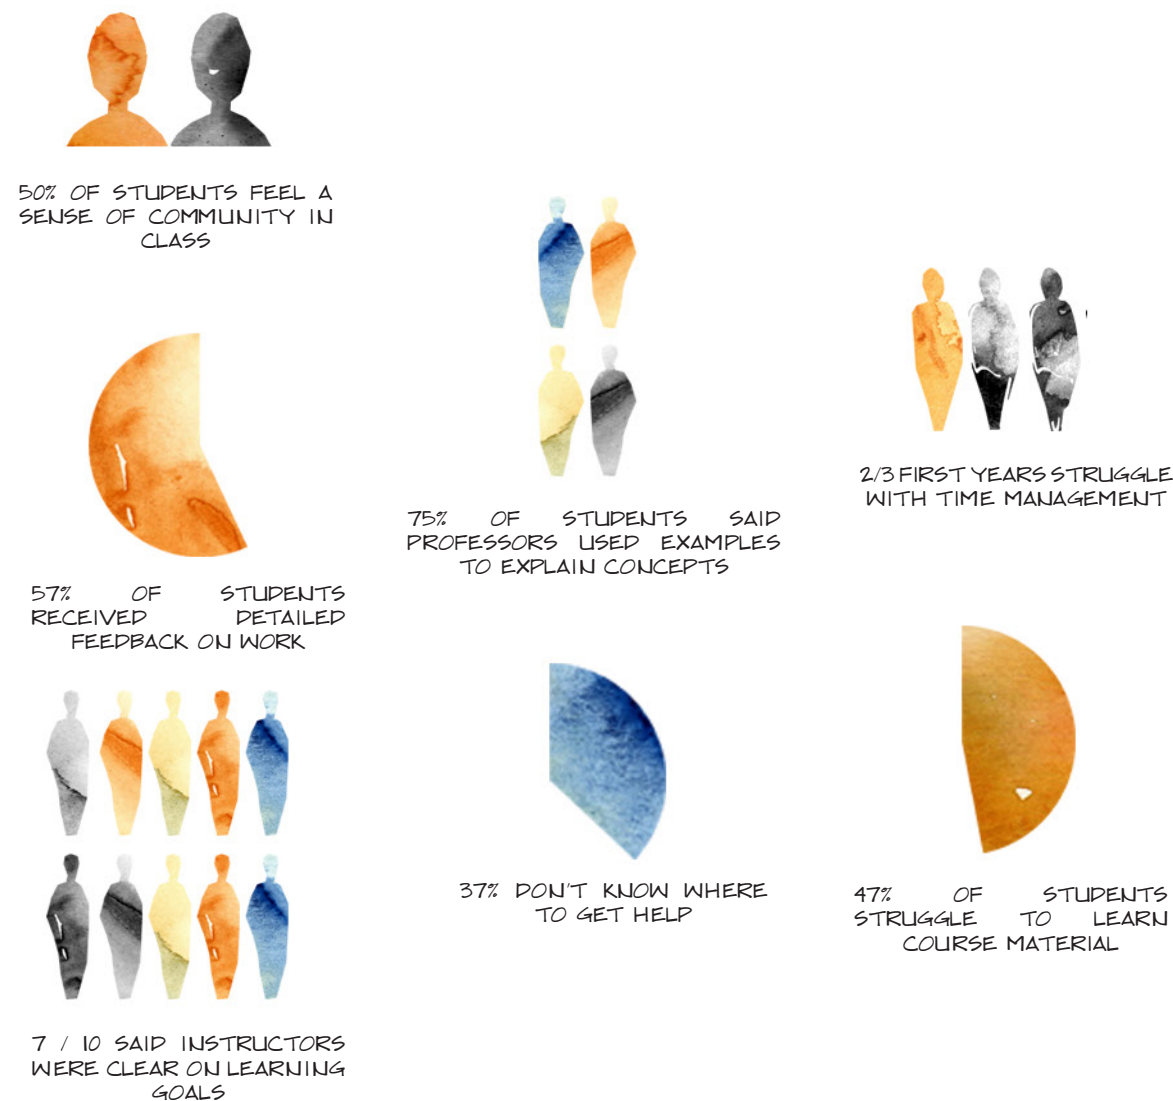 50% OF STUDENTS FEEL A
SENSE OF COMMUNITY IN
CLASS
57% OF STUDENTS
RECEIVED DETAILED
FEEDBACK ON WORK
7 / 10 SAID INSTRUCTORS
WERE CLEAR ON LEARNING
GOALS
75% OF STUDENTS SAID
PROFESSORS USED EXAMPLES
TO EXPLAIN CONCEPTS
37% DON'T KNOW WHERE
TO GET HELP
2/3 FIRST YEARS STRUGGLE
WITH TIME MANAGEMENT
47% OF STUDENTS
STRUGGLE TO LEARN
COURSE MATERIAL